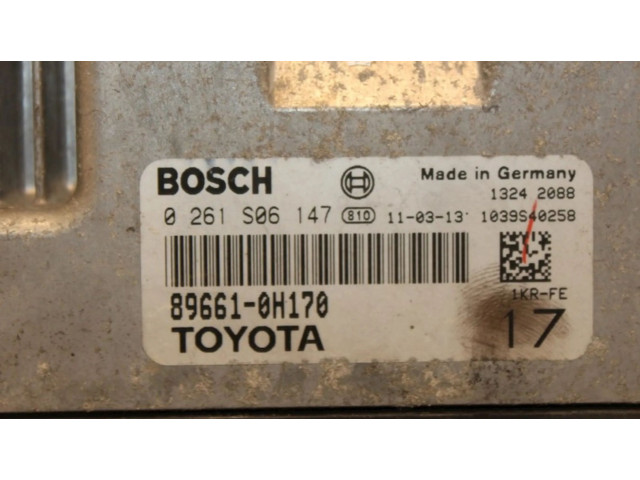 BOSCH Made in Germany
1324 2088
0 261 S06 147 810 11-03-13 1039S40258
89661-0H170 1KR-FE
TOYOTA 17